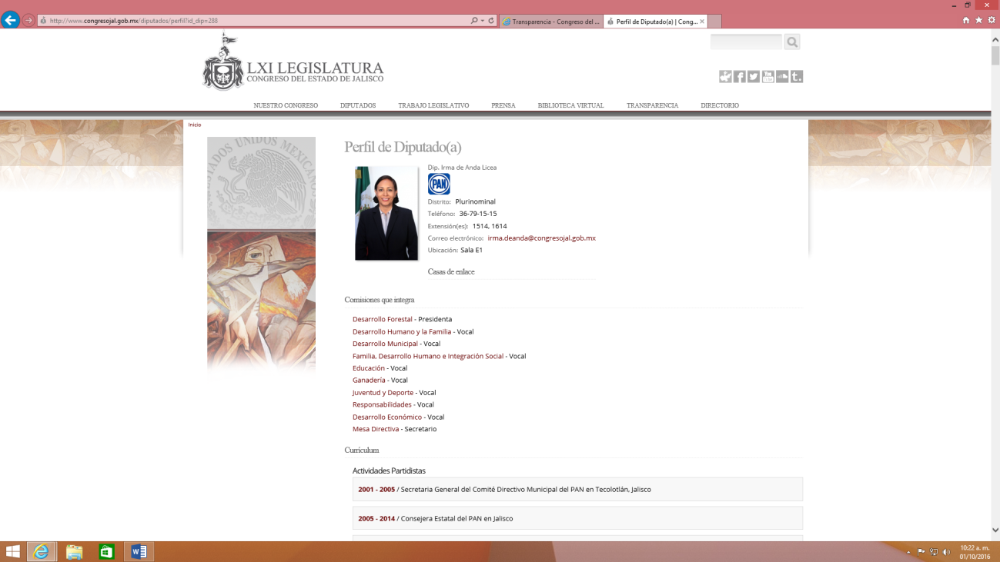 http://www.congresojal.gob.mx/diputados/perfil?id_dip=288
Transparencia - Congreso del ...
Perfil de Diputado(a) | Cong...
LXI LEGISLATURA
CONGRESO DEL ESTADO DE JALISCO
You
t.
NUESTRO CONGRESO DIPUTADOS TRABAJO LEGISLATIVO PRENSA BIBLIOTECA VIRTUAL TRANSPARENCIA DIRECTORIO
Inicio
Perfil de Diputado(a)
Dip. Irma de Anda Licea
PAN
Distrito: Plurinominal
Teléfono: 36-79-15-15
Extensión(es): 1514, 1614
Correo electrónico: irma.deanda@congresojal.gob.mx
Ubicación: Sala E1
Casas de enlace
Comisiones que integra
Desarrollo Forestal - Presidenta
Desarrollo Humano y la Familia - Vocal
Desarrollo Municipal - Vocal
Familia, Desarrollo Humano e Integración Social - Vocal
Educación - Vocal
Ganadería - Vocal
Juventud y Deporte - Vocal
Responsabilidades - Vocal
Desarrollo Económico - Vocal
Mesa Directiva - Secretario
Currículum
Actividades Partidistas
2001 - 2005 / Secretaria General del Comité Directivo Municipal del PAN en Tecolotlán, Jalisco
2005 - 2014 / Consejera Estatal del PAN en Jalisco
10:22 a. m.
01/10/2016